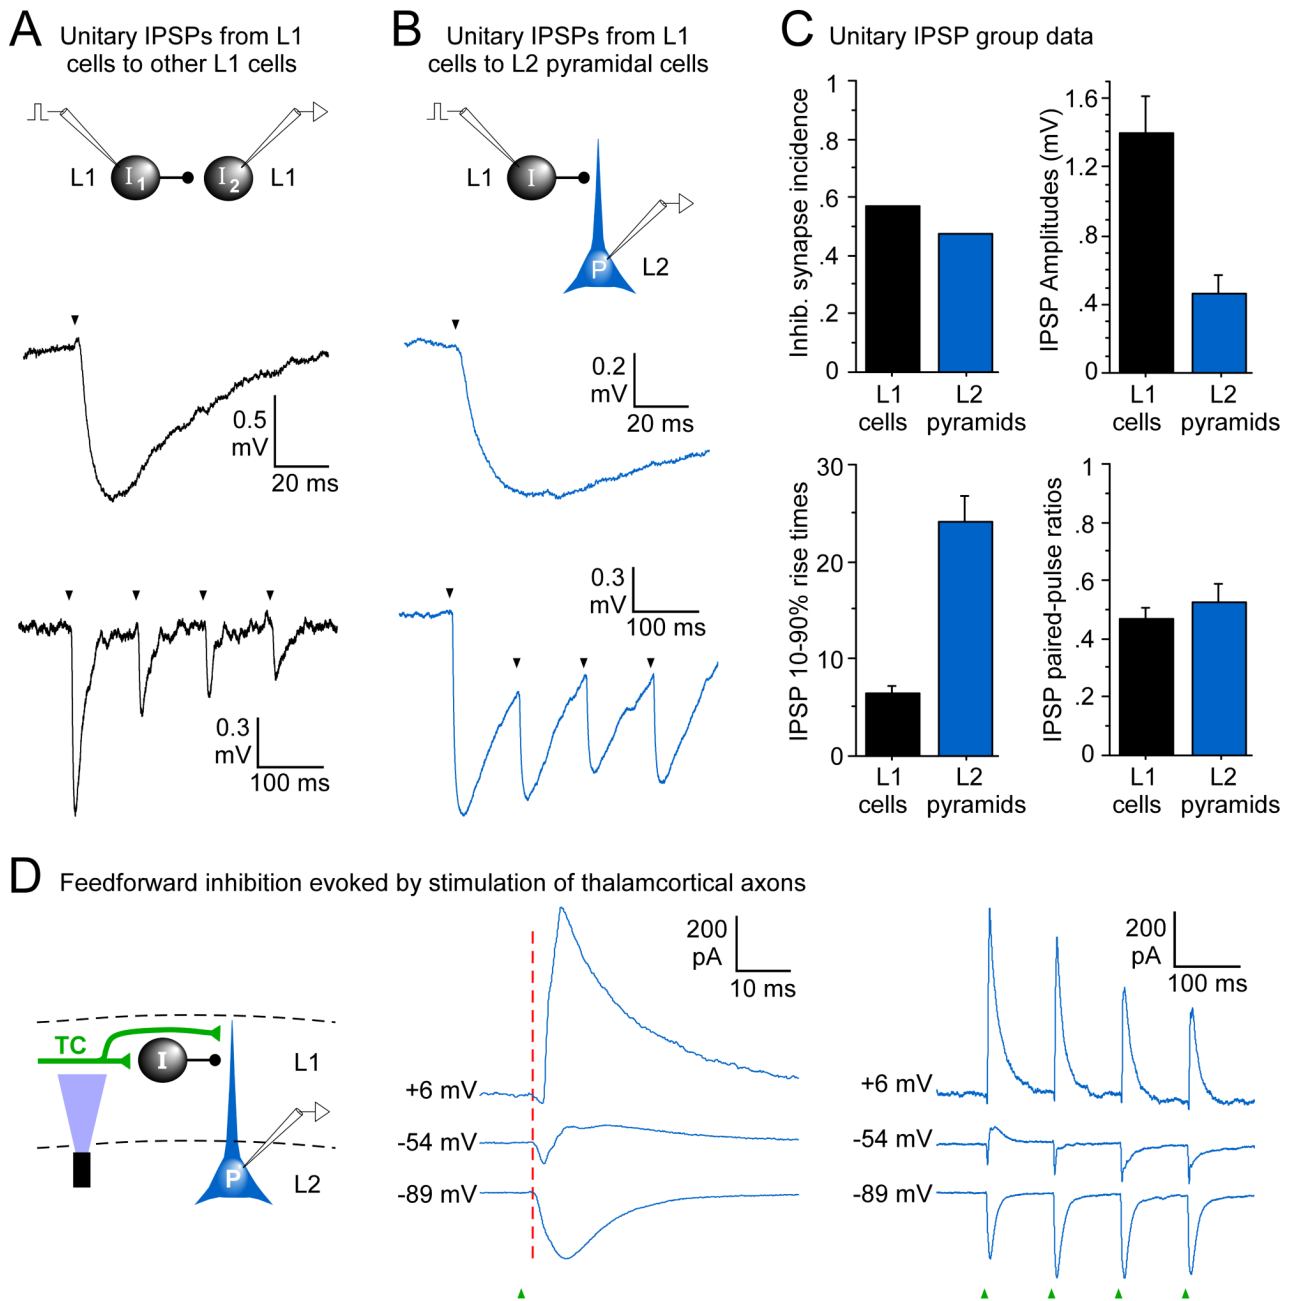 A Unitary IPSPs from L1
cells to other L1 cells
L1 I1 I2 L1
0.5
mV
20 ms
0.3
mV
100 ms
B Unitary IPSPs from L1
cells to L2 pyramidal cells
L1 I
P L2
0.2
mV
20 ms
0.3
mV
100 ms
C Unitary IPSP group data
Inhib. synapse incidence
1
.8
.6
.4
.2
0
L1 L2
cells pyramids
IPSP Amplitudes (mV)
1.6
1.2
.8
.4
0
L1 L2
cells pyramids
IPSP 10-90% rise times
30
20
10
0
L1 L2
cells pyramids
IPSP paired-pulse ratios
1
.8
.6
.4
.2
0
L1 L2
cells pyramids
D Feedforward inhibition evoked by stimulation of thalamcortical axons
TC
I L1
P L2
200
pA
10 ms
+6 mV
-54 mV
-89 mV
200
pA
100 ms
+6 mV
-54 mV
-89 mV